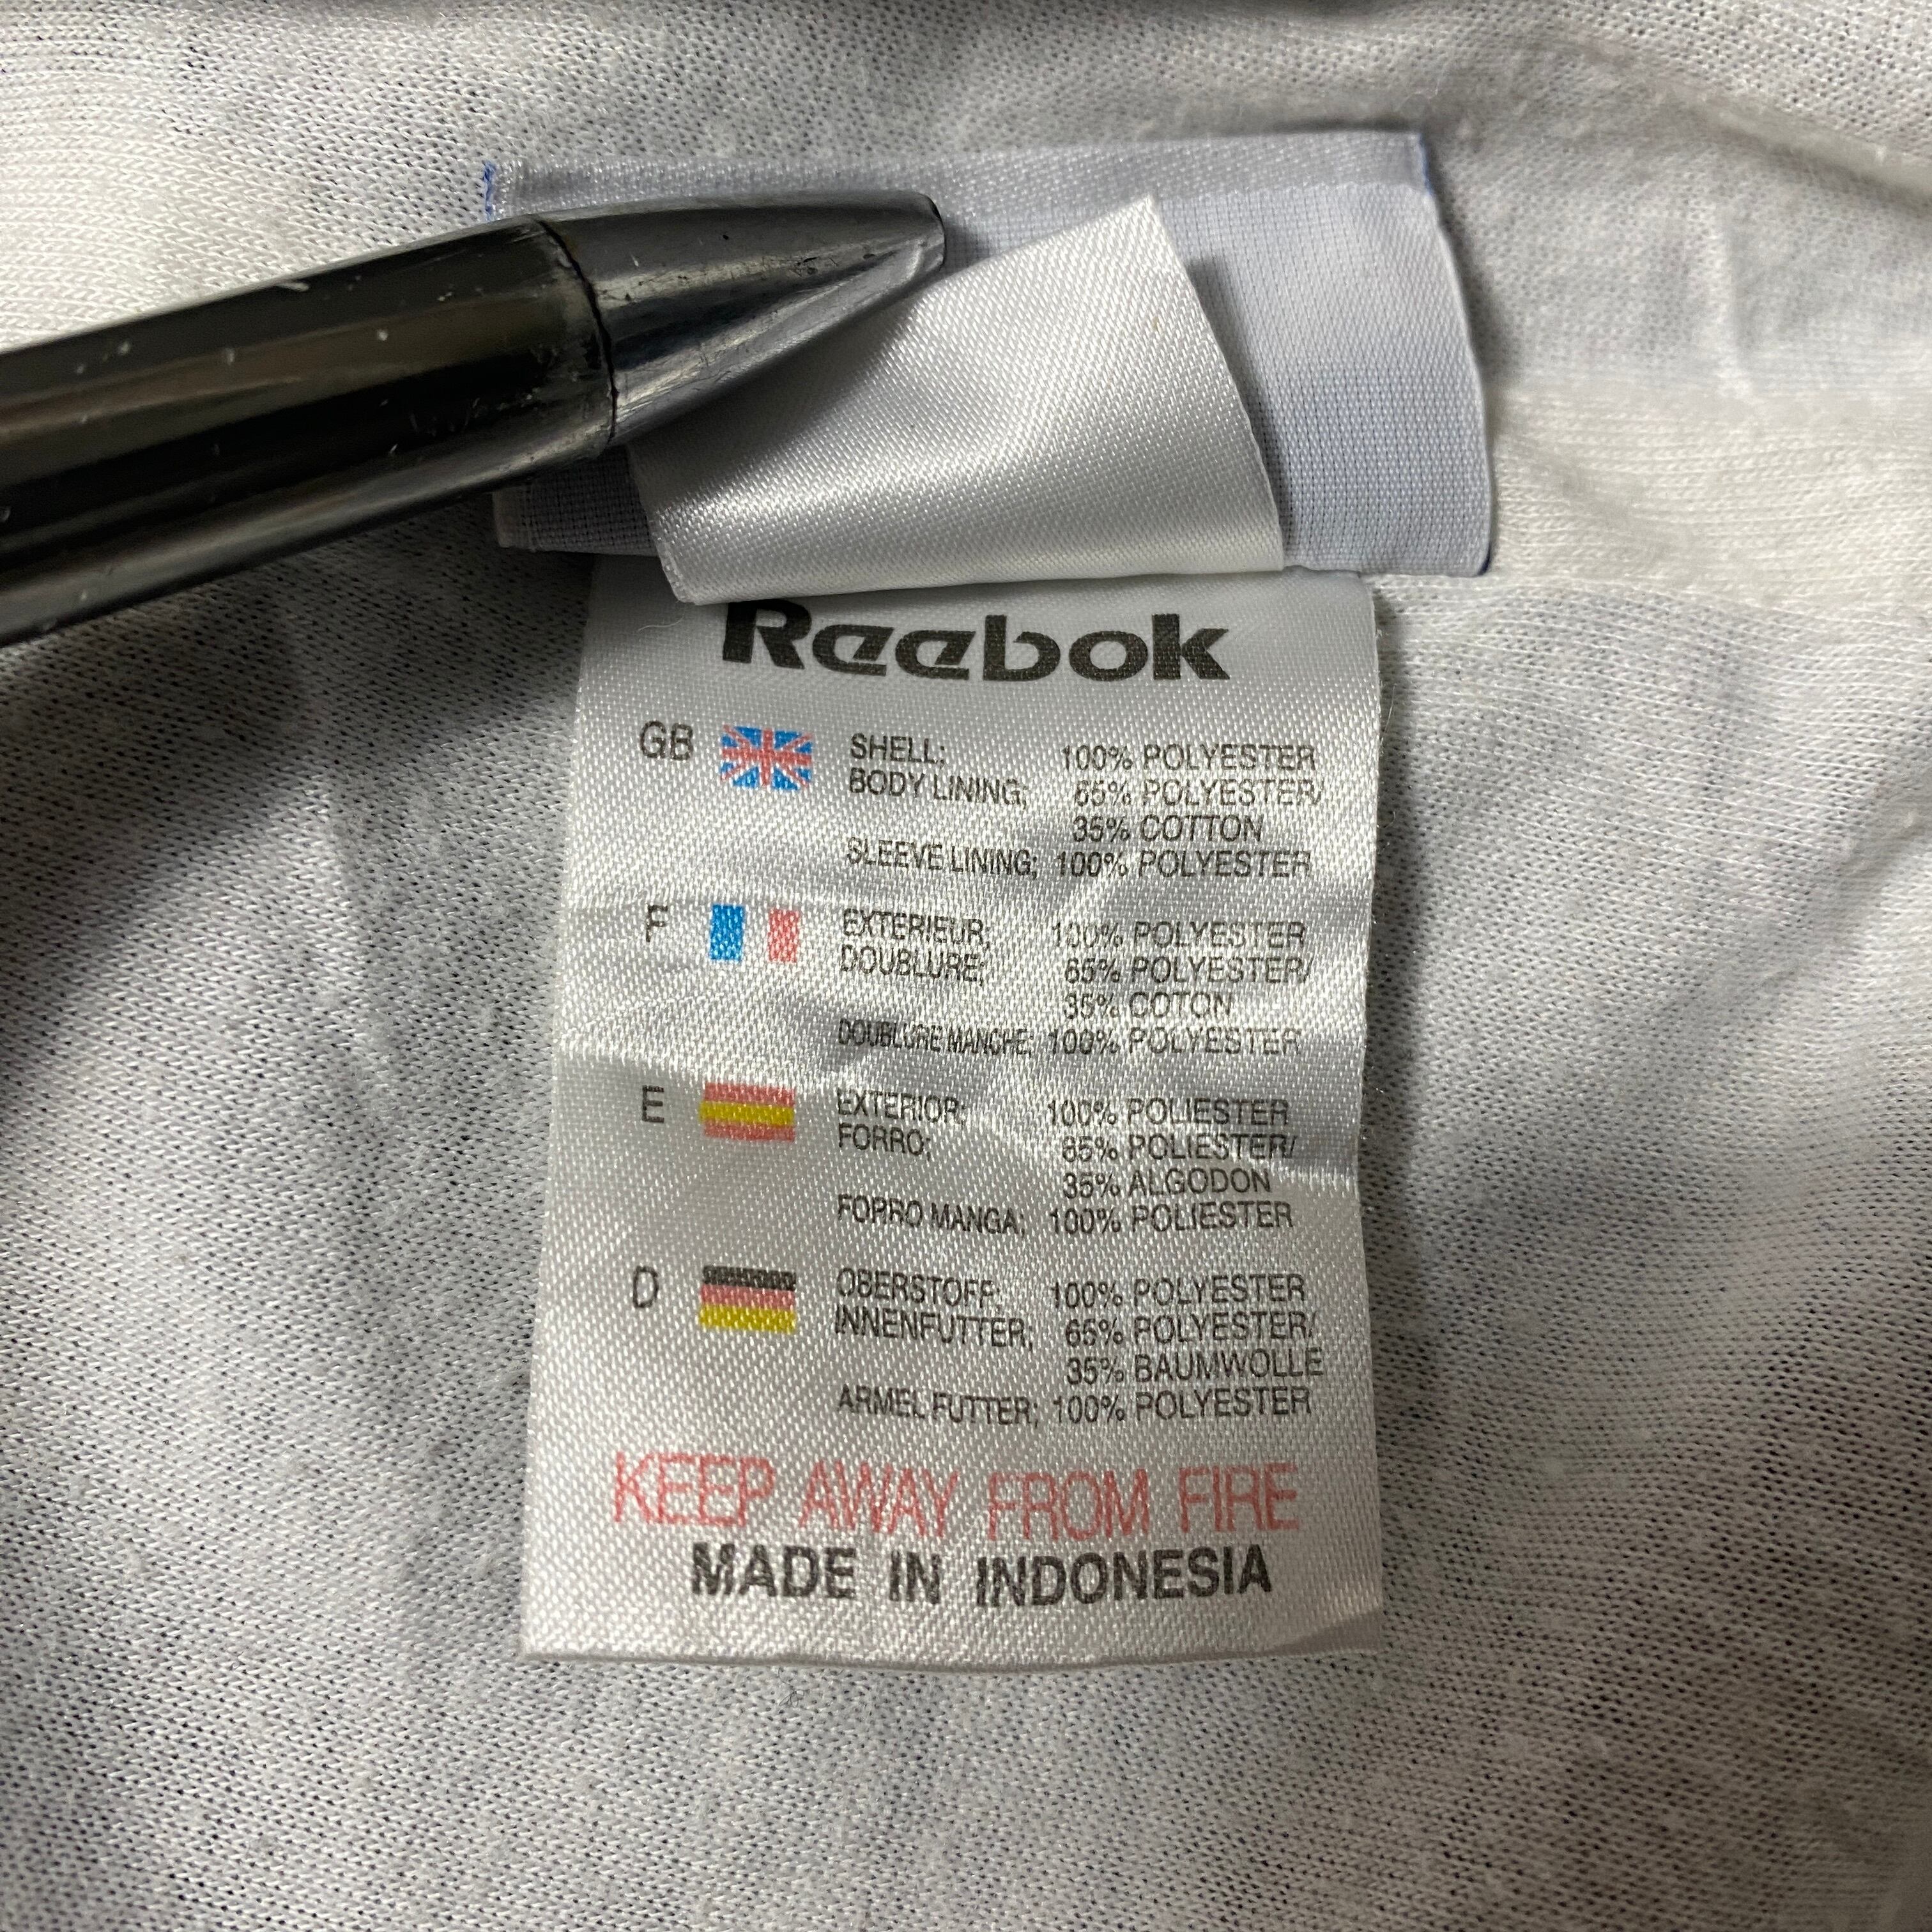 Reebok
GB SHELL: 100% POLYESTER
BODY LINING; 65% POLYESTER/
35% COTTON
SLEEVE LINING; 100% POLYESTER
F EXTERIEUR, 100% POLYESTER
DOUBLURE; 65% POLYESTER/
35% COTON
DOUBLURE MANCHE; 100% POLYESTER
E EXTERIOR; 100% POLIESTER
FORRO; 65% POLIESTER/
35% ALGODON
FORRO MANGA; 100% POLIESTER
D OBERSTOFF. 100% POLYESTER
INNENFUTTER, 65% POLYESTER/
35% BAUMWOLLE
ARMEL FUTTER; 100% POLYESTER
KEEP AWAY FROM FIRE
MADE IN INDONESIA